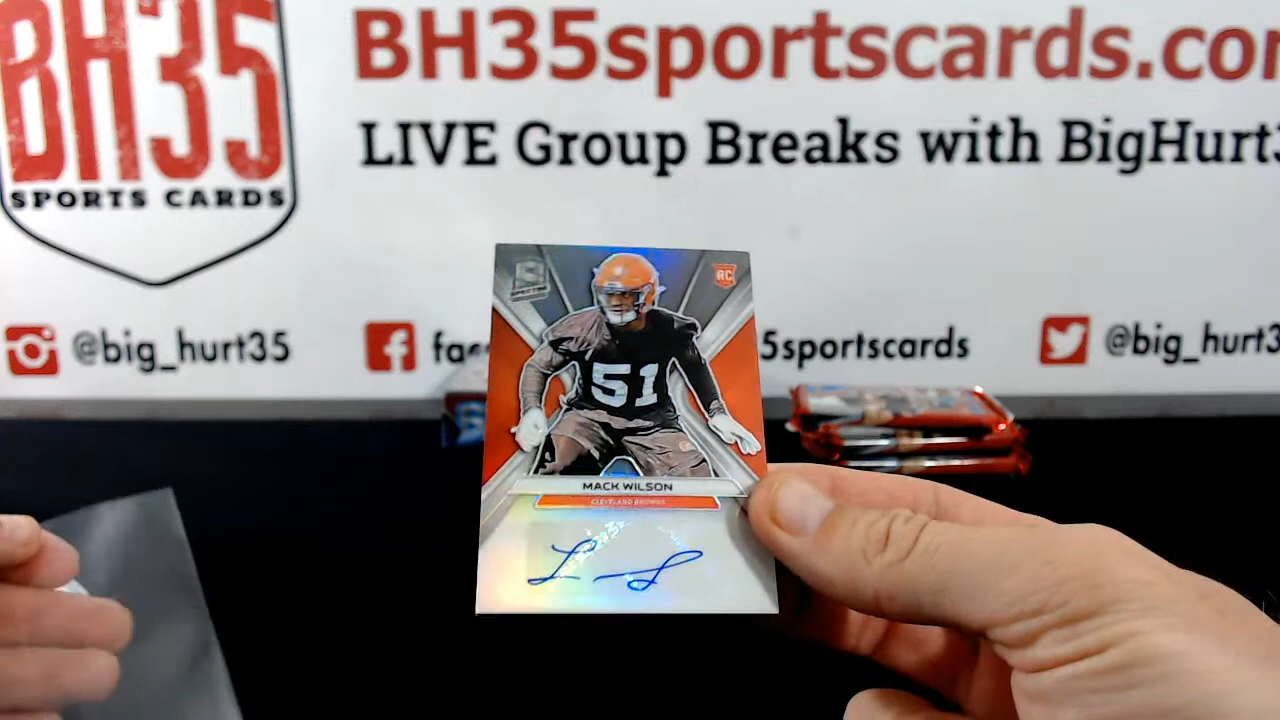 BH35
SPORTS CARDS
BH35sportscards.co
LIVE Group Breaks with BigHurt
@big_hurt35
5sportscards
@big_hurt3
SPECTRA
RC
51
MACK WILSON
CLEVELAND BROWNS